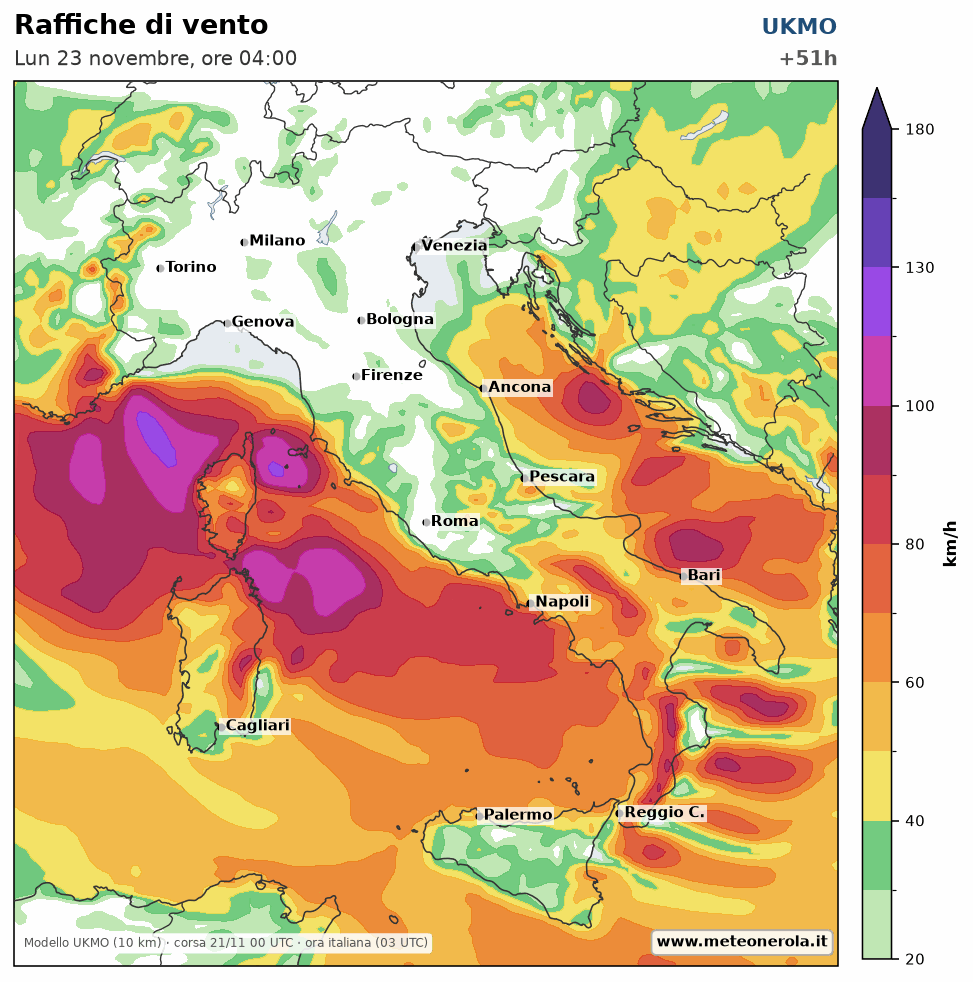 Raffiche di vento
UKMO
Lun 23 novembre, ore 04:00
+51h
180
Milano
Venezia
Torino
130
Genova
Bologna
Firenze
Ancona
100
Pescara
Roma
km/h
80
Bari
Napoli
60
Cagliari
Palermo
Reggio C.
40
Modello UKMO (10 km) · corsa 21/11 00 UTC · ora italiana (03 UTC)
www.meteonerola.it
20